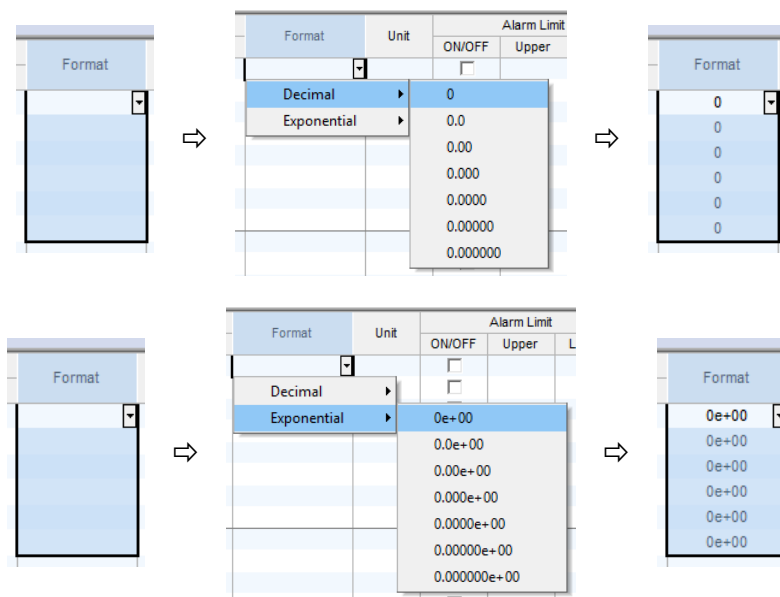 Format
Format
Unit
Alarm Limit
ON/OFF
Upper
Decimal
Exponential
0
0.0
0.00
0.000
0.0000
0.00000
0.000000
⇨
⇨
Format
0
0
0
0
0
0
Format
Format
Unit
Alarm Limit
ON/OFF
Upper
L
Decimal
Exponential
0e+00
0.0e+00
0.00e+00
0.000e+00
0.0000e+00
0.00000e+00
0.000000e+00
⇨
⇨
Format
0e+00
0e+00
0e+00
0e+00
0e+00
0e+00